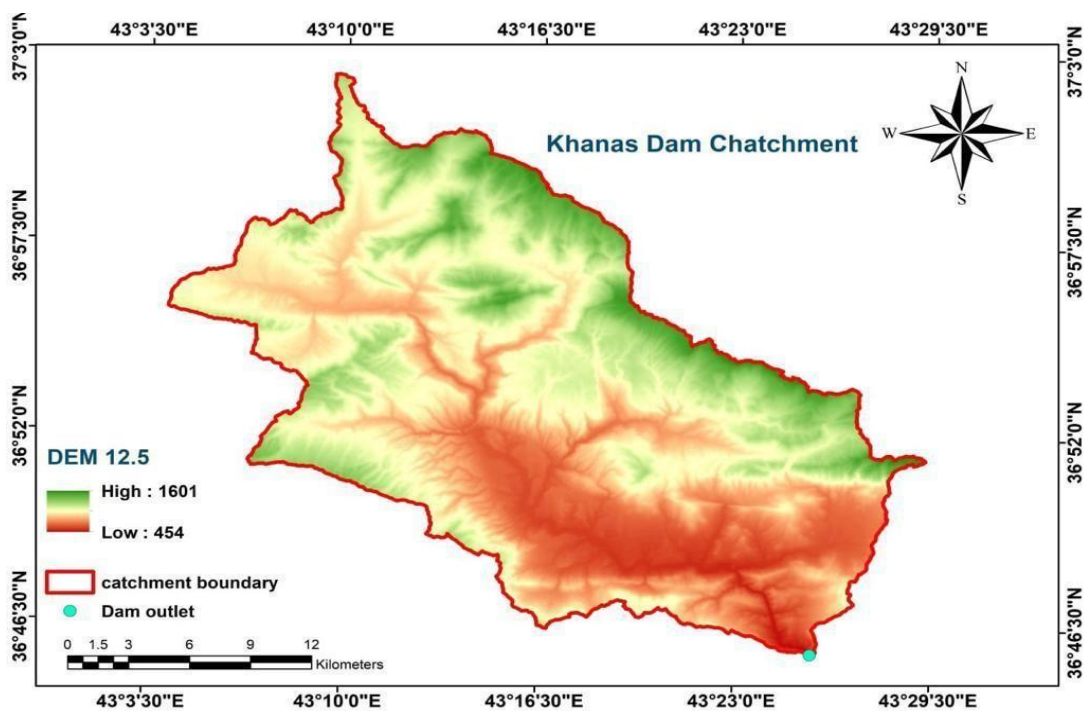 43°3'30"E 43°10'0"E 43°16'30"E 43°23'0"E 43°29'30"E
37°3'0"N
37°3'0"N
N
W
E
S
Khanas Dam Chatchment
36°57'30"N
36°57'30"N
36°52'0"N
36°52'0"N
DEM 12.5
High : 1601
Low : 454
catchment boundary
Dam outlet
36°46'30"N
36°46'30"N
0 1.5 3 6 9 12
Kilometers
43°3'30"E 43°10'0"E 43°16'30"E 43°23'0"E 43°29'30"E